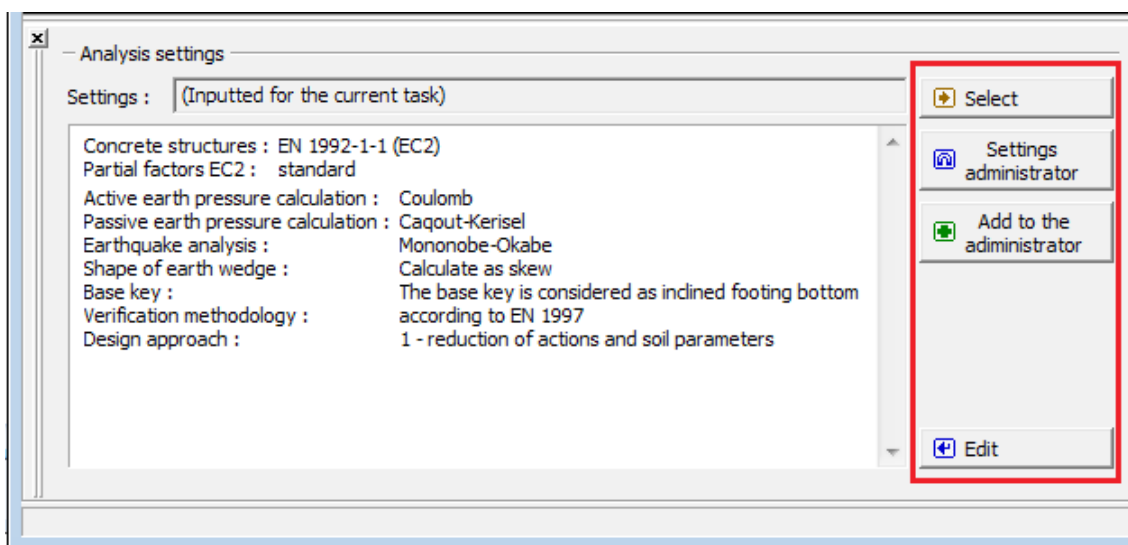 Analysis settings
Settings : (Inputted for the current task)
Concrete structures : EN 1992-1-1 (EC2)
Partial factors EC2 : standard
Active earth pressure calculation : Coulomb
Passive earth pressure calculation : Caqout-Kerisel
Earthquake analysis : Mononobe-Okabe
Shape of earth wedge : Calculate as skew
Base key : The base key is considered as inclined footing bottom
Verification methodology : according to EN 1997
Design approach : 1 - reduction of actions and soil parameters
Select
Settings
administrator
Add to the
adiministrator
Edit